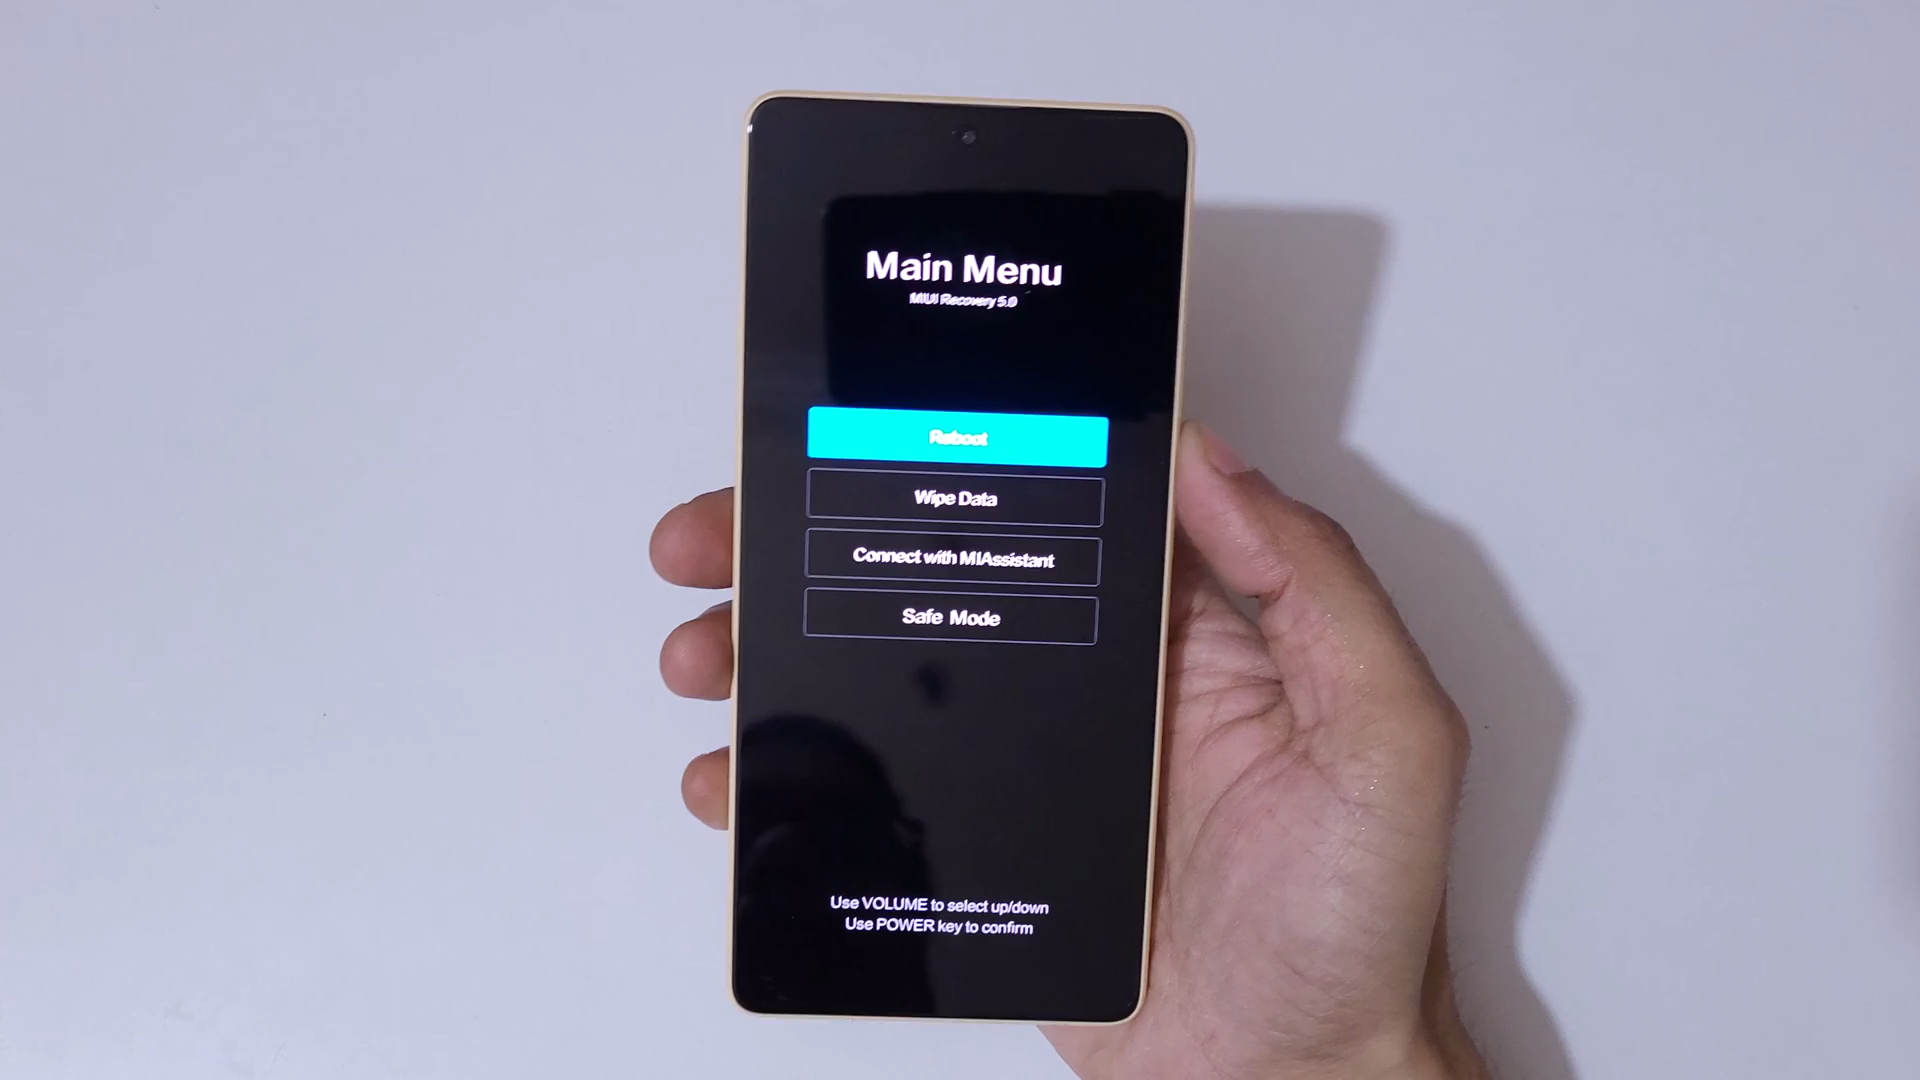 Main Menu
MIUI Recovery 5.0
Reboot
Wipe Data
Connect with MIAssistant
Safe Mode
Use VOLUME to select up/down
Use POWER key to confirm